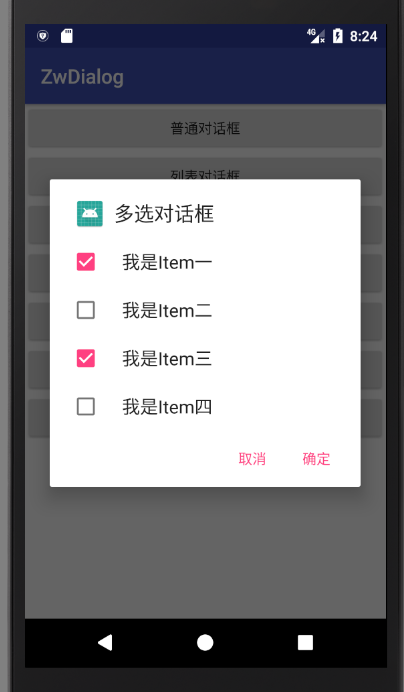 4G
8:24
ZwDialog
普通对话框
列表对话框
多选对话框
我是Item一
我是Item二
我是Item三
我是Item四
取消 确定